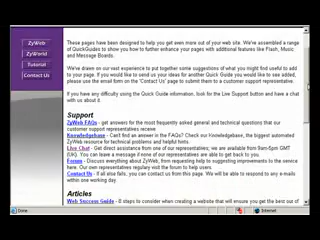 ZyWeb
ZyWorld
Tutorial
Contact Us
These pages have been designed to help you get even more out of your web site. We've assembled a range
of QuickGuides to show you how to further enhance your pages with additional features like Flash, Music
and Message Boards.
We've drawn on our vast experience to put together some suggestions of what you might find useful to add
to your page. If you would like to send us your ideas for another Quick Guide you would like to see added,
please use the email form on the "Contact Us" page to submit them to a customer support representative.
If you have any difficulty using the Quick Guide information, look for the Live Support button and have a chat
with us about it.
Support
ZyWeb FAQs - get answers for the most frequently asked general and technical questions that our
customer support representatives receive.
Knowledgebase - Can't find an answer in the FAQs? Check our Knowledgebase, the biggest automated
ZyWeb resource for technical problems and helpful hints.
Live Chat - Get direct assistance from one of our representatives; we are available from 9am-5pm GMT
(UK). You can leave a message if none of our representatives are able to get back to you.
Forum - Discuss everything about ZyWeb, from requesting help to suggesting improvements to the service
here. Our own representatives regularly visit the forum to help users.
Contact Us - If all else fails, you can contact us from this page. We will be able to respond to any e-mails
within one working day.
Articles
Web Success Guide - 8 steps to consider when creating a website that will ensure you get the best out of
Done
Internet